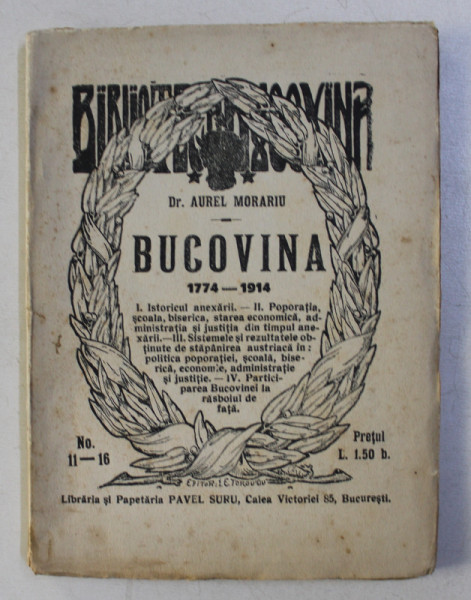 BIBLIOTECA BUCOVINA
Dr. AUREL MORARIU
BUCOVINA
1774 — 1914
I. Istoricul anexării. — II. Poporația,
școala, biserica, starea economică, ad-
ministrația și justiția din timpul ane-
xării.—III. Sistemele și rezultatele ob-
ținute de stăpânirea austriacă în :
politica poporației, școală, bise-
rică, economie, administrație
și justiție. — IV. Partici-
parea Bucovinei la
răsboiul de
față.
No.
11 — 16
Prețul
L. 1.50 b.
EDITOR: I.E. TOROUȚIU
Librăria și Papetăria PAVEL SURU, Calea Victoriei 85, București.